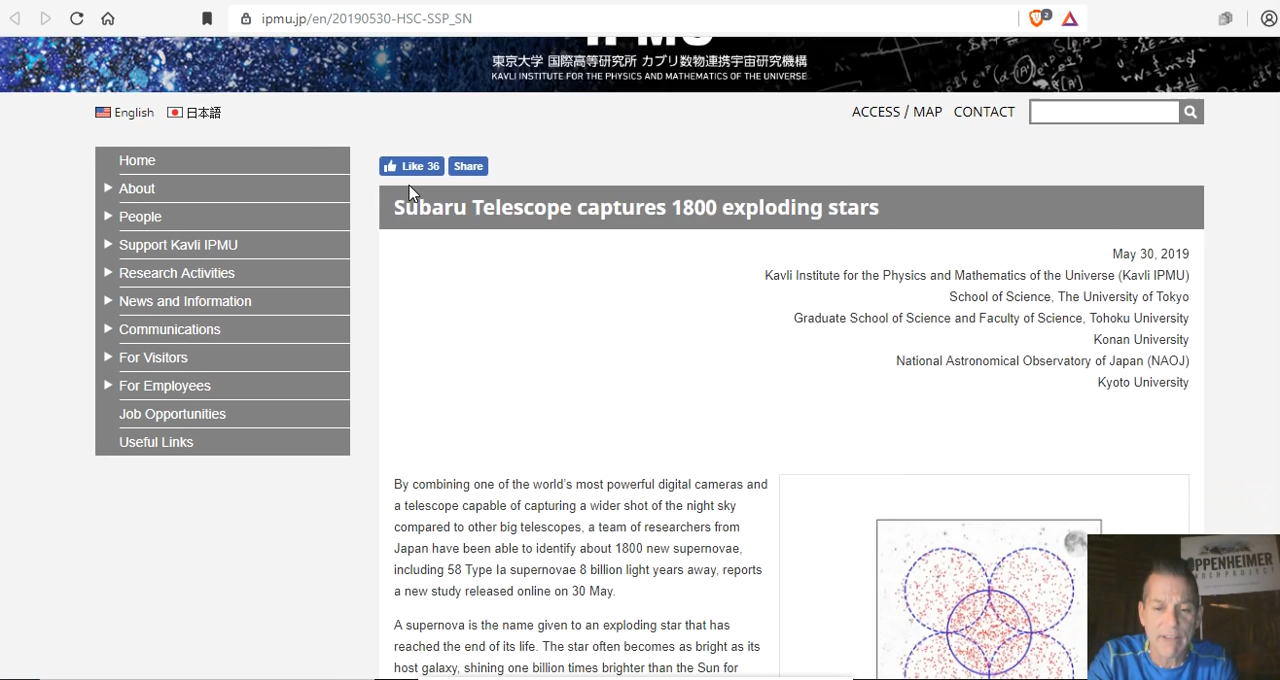 ipmu.jp/en/20190530-HSC-SSP_SN
2
IPMU
東京大学 国際高等研究所 カブリ数物連携宇宙研究機構
KAVLI INSTITUTE FOR THE PHYSICS AND MATHEMATICS OF THE UNIVERSE
English 日本語
ACCESS / MAP CONTACT
Home
About
People
Support Kavli IPMU
Research Activities
News and Information
Communications
For Visitors
For Employees
Job Opportunities
Useful Links
Like 36 Share
Subaru Telescope captures 1800 exploding stars
May 30, 2019
Kavli Institute for the Physics and Mathematics of the Universe (Kavli IPMU)
School of Science, The University of Tokyo
Graduate School of Science and Faculty of Science, Tohoku University
Konan University
National Astronomical Observatory of Japan (NAOJ)
Kyoto University
By combining one of the world's most powerful digital cameras and
a telescope capable of capturing a wider shot of the night sky
compared to other big telescopes, a team of researchers from
Japan have been able to identify about 1800 new supernovae,
including 58 Type Ia supernovae 8 billion light years away, reports
a new study released online on 30 May.
A supernova is the name given to an exploding star that has
reached the end of its life. The star often becomes as bright as its
host galaxy, shining one billion times brighter than the Sun for